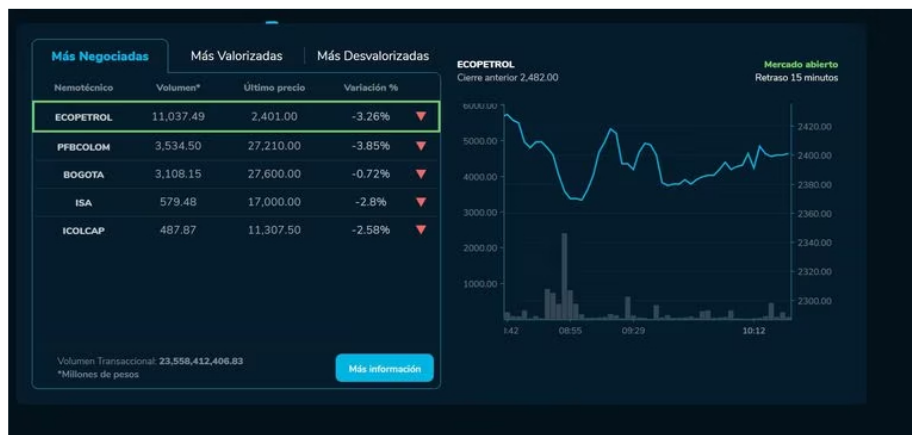 Más Negociadas Más Valorizadas Más Desvalorizadas
Nemotécnico Volumen* Último precio Variación %
ECOPETROL 11,037.49 2,401.00 -3.26%
PFBCOLOM 3,534.50 27,210.00 -3.85%
BOGOTA 3,108.15 27,600.00 -0.72%
ISA 579.48 17,000.00 -2.8%
ICOLCAP 487.87 11,307.50 -2.58%
Volumen Transaccional: 23,558,412,406.83
*Millones de pesos
Más información
ECOPETROL Mercado abierto
Cierre anterior 2,482.00 Retraso 15 minutos
6000.00
2420.00
5000.00
2400.00
4000.00
2380.00
3000.00
2360.00
2340.00
2000.00
2320.00
1000.00
2300.00
08:55 09:29 10:12